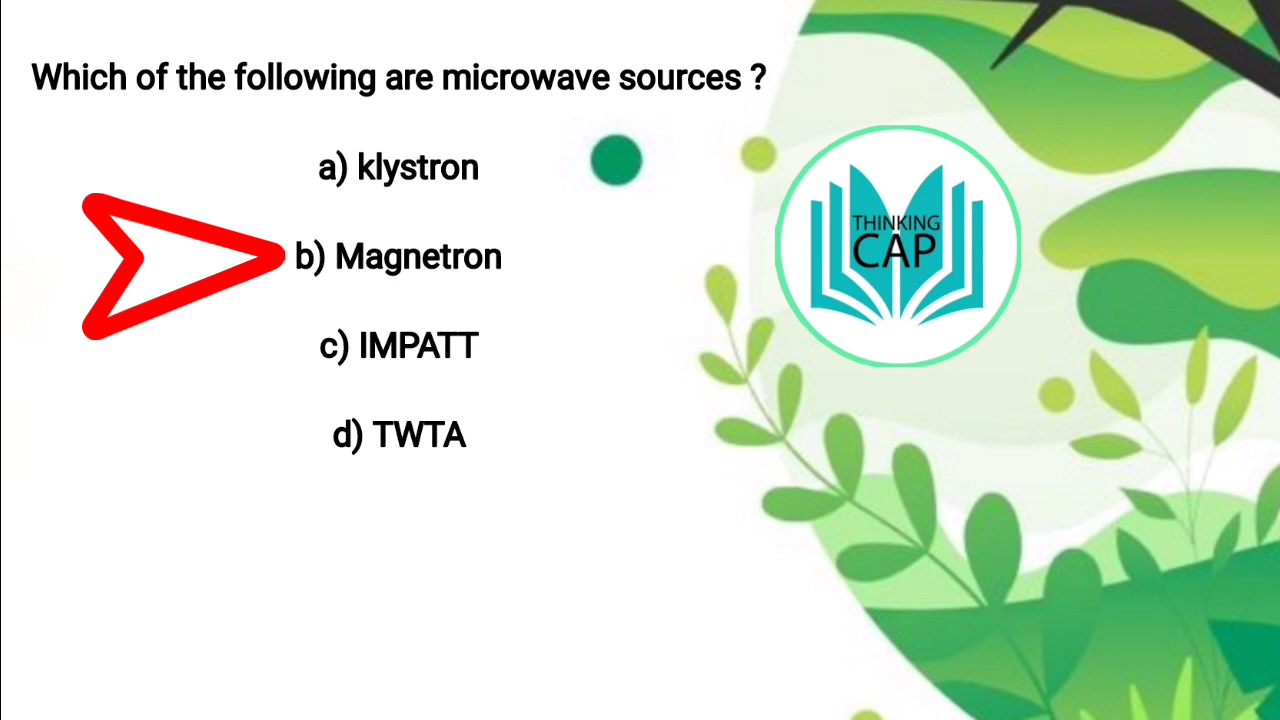 Which of the following are microwave sources ?
a) klystron
b) Magnetron
c) IMPATT
d) TWTA
THINKING
CAP